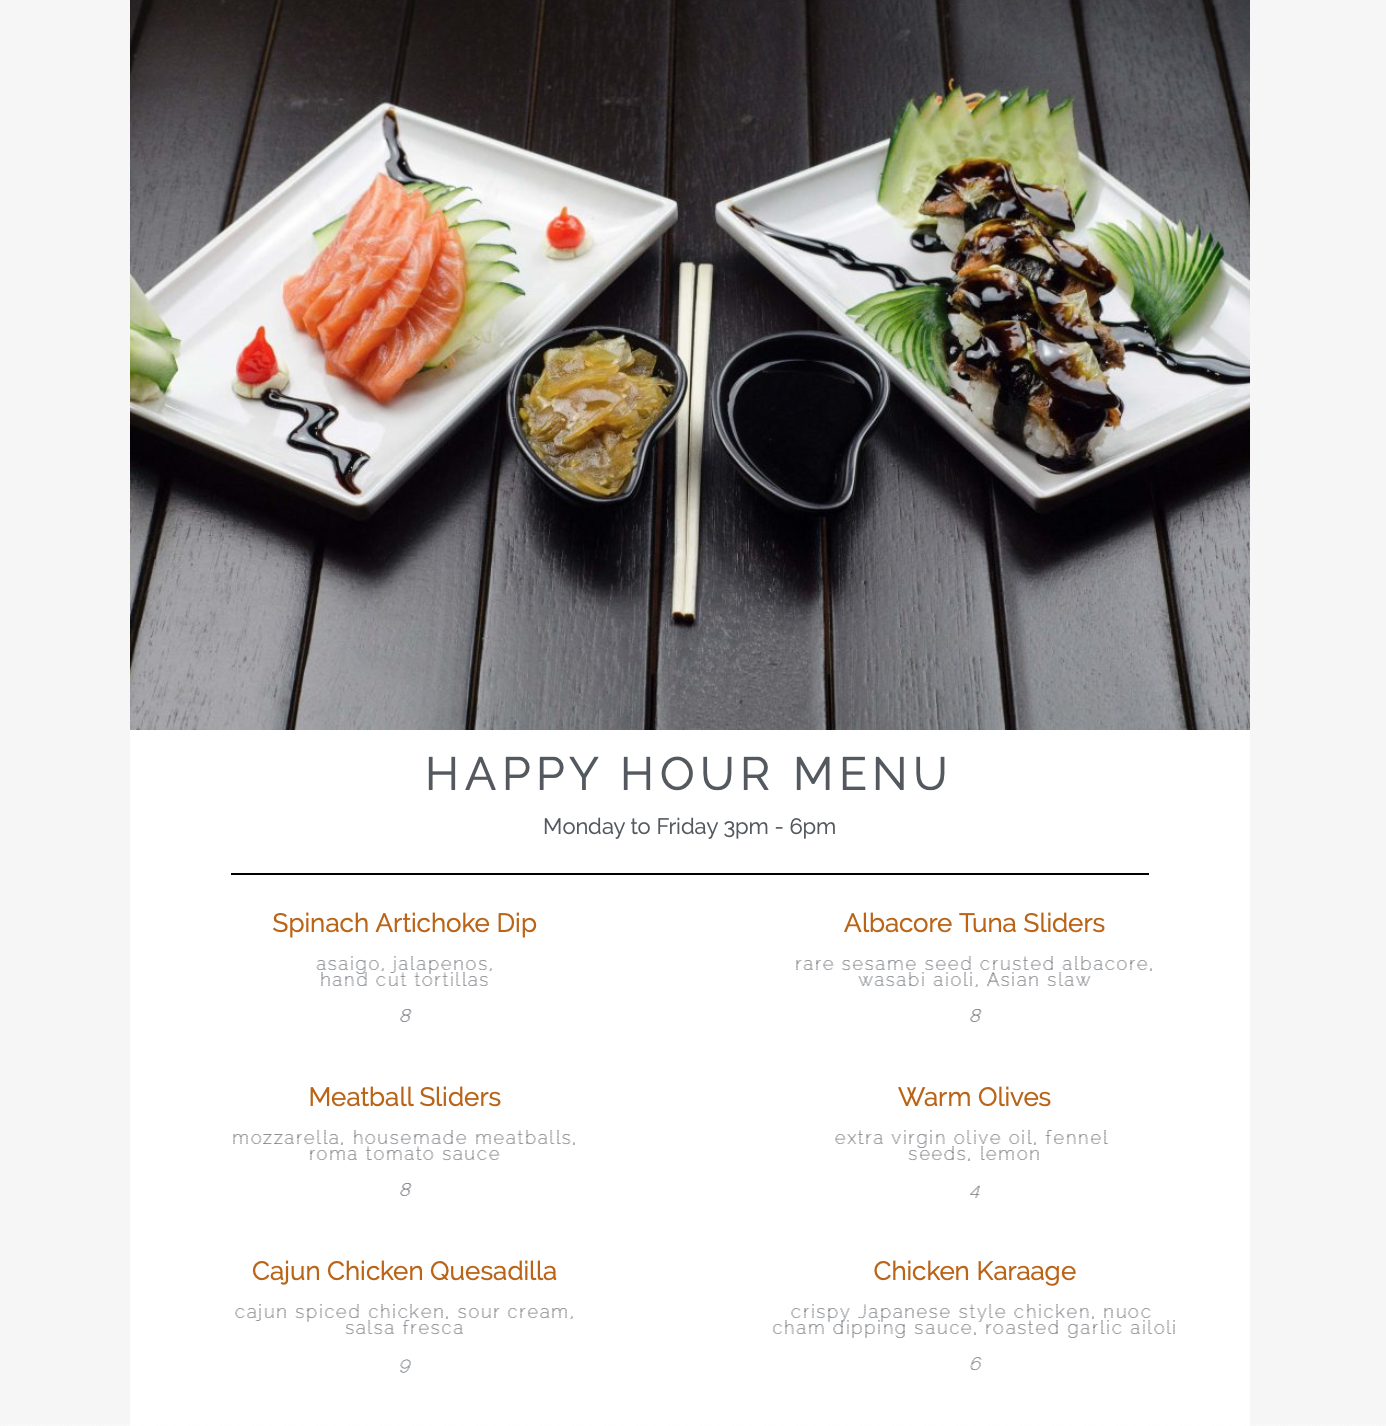 HAPPY HOUR MENU
Monday to Friday 3pm - 6pm
Spinach Artichoke Dip
asaigo, jalapenos,
hand cut tortillas
8
Albacore Tuna Sliders
rare sesame seed crusted albacore,
wasabi aioli, Asian slaw
8
Meatball Sliders
mozzarella, housemade meatballs,
roma tomato sauce
8
Warm Olives
extra virgin olive oil, fennel
seeds, lemon
4
Cajun Chicken Quesadilla
cajun spiced chicken, sour cream,
salsa fresca
9
Chicken Karaage
crispy Japanese style chicken, nuoc
cham dipping sauce, roasted garlic ailoli
6